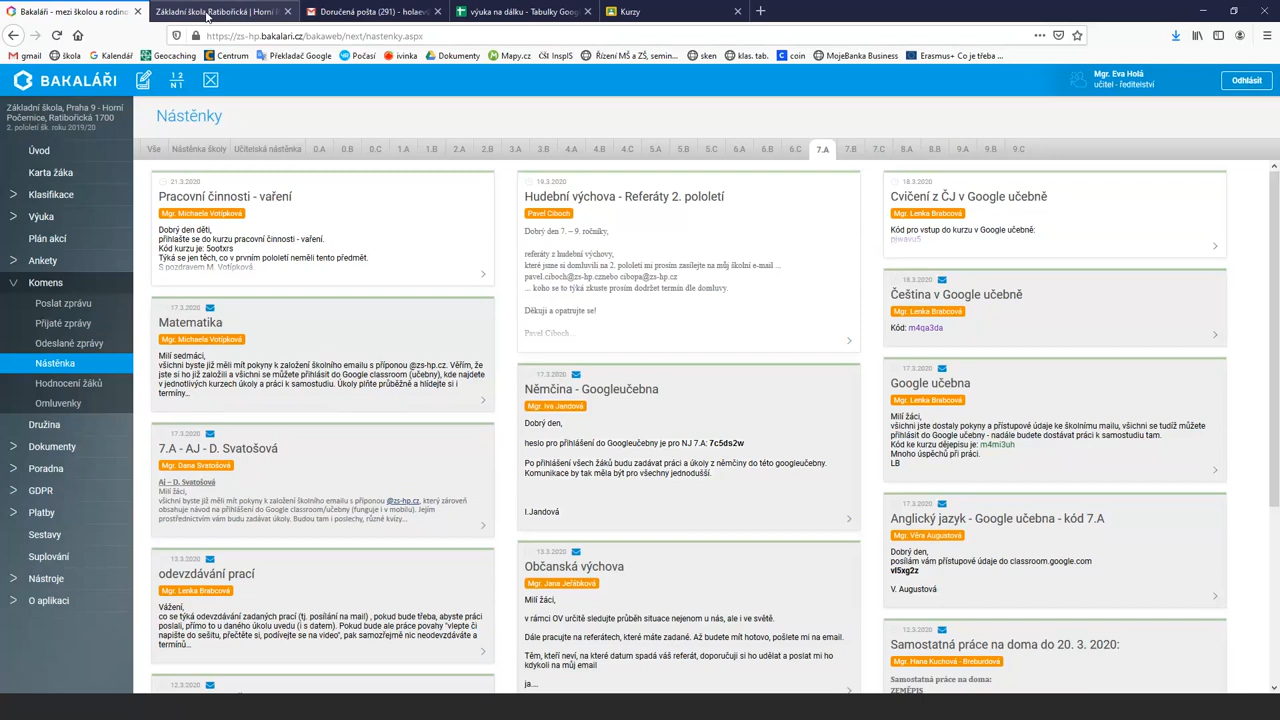 Bakaláři - mezi školou a rodino
Základní škola Ratibořická | Horní
Doručená pošta (291) - holaev
výuka na dálku - Tabulky Goog
Kurzy
https://zs-hp.bakalari.cz/bakaweb/next/nastenky.aspx
gmail
škola
Kalendář
Geocaching
Centrum
Překladač Google
Počasí
ivinka
Dokumenty
Mapy.cz
InspIS
Řízení MŠ a ZŠ, semin...
sken
klas. tab.
coin
MojeBanka Business
Erasmus+ Co je třeba ...
BAKALÁŘI
Mgr. Eva Holá
učitel - ředitelství
Odhlásit
Základní škola, Praha 9 - Horní
Počernice, Ratibořická 1700
2. pololetí šk. roku 2019/20
Úvod
Karta žáka
Klasifikace
Výuka
Plán akcí
Ankety
Komens
Poslat zprávu
Přijaté zprávy
Odeslané zprávy
Nástěnka
Hodnocení žáků
Omluvenky
Družina
Dokumenty
Poradna
GDPR
Platby
Sestavy
Suplování
Nástroje
O aplikaci
Nástěnky
Vše Nástěnka školy Učitelská nástěnka 0.A 0.B 0.C 1.A 1.B 2.A 2.B 3.A 3.B 4.A 4.B 4.C 5.A 5.B 5.C 6.A 6.B 6.C 7.A 7.B 7.C 8.A 8.B 9.A 9.B 9.C
21.3.2020
Pracovní činnosti - vaření
Mgr. Michaela Votípková
Dobrý den děti,
přihlašte se do kurzu pracovní činnosti - vaření.
Kód kurzu je: 5ootxrs
Týká se jen těch, co v prvním pololetí neměli tento předmět.
S pozdravem M. Votípková
17.3.2020
Matematika
Mgr. Michaela Votípková
Milí sedmáci,
všichni byste již měli mít pokyny k založení školního emailu s příponou @zs-hp.cz. Věřím, že
jste si ho již založili a všichni se můžete přihlásit do Google classroom (učebny), kde najdete
v jednotlivých kurzech úkoly a práci k samostudiu. Úkoly plňte průběžně a hlídejte si i
termíny...
17.3.2020
7.A - AJ - D. Svatošová
Mgr. Dana Svatošová
Aj – D. Svatošová
Milí žáci,
všichni byste již měli mít pokyny k založení školního emailu s příponou @zs-hp.cz, který zároveň
obsahuje návod na přihlášení do Google classroom/učebny (funguje i v mobilu). Jejím
prostřednictvím vam budu zadávat úkoly. Budou tam i poslechy, různé kvizy...
13.3.2020
odevzdávání prací
Mgr. Lenka Brabcová
Vážení,
co se týká odevzdávání zadaných prací (tj. posílání na mail) , pokud bude třeba, abyste práci
poslali, přímo to u daného úkolu uvedu (i s datem). Pokud bude ale práce povahy "vlepte či
napište do sešitu, přečtěte si, podívejte se na video", pak samozřejmě nic neodevzdáváte a
termínů...
12.3.2020
19.3.2020
Hudební výchova - Referáty 2. pololetí
Pavel Ciboch
Dobrý den 7. – 9. ročníky,
referáty z hudební výchovy,
které jsme si domluvili na 2. pololetí mi prosím zasílejte na můj školní e-mail ...
pavel.ciboch@zs-hp.cznebo cibopa@zs-hp.cz
... koho se to týká zkuste prosím dodržet termín dle domluvy.
Děkuji a opatrujte se!
Pavel Ciboch...
17.3.2020
Němčina - Googleučebna
Mgr. Iva Jandová
Dobrý den,
heslo pro přihlášení do Googleučebny je pro NJ 7.A: 7c5ds2w
Po přihlášení všech žáků budu zadávat práci a úkoly z němčiny do této googleučebny.
Komunikace by tak měla být pro všechny jednodušší.
I.Jandová
13.3.2020
Občanská výchova
Mgr. Jana Jeřábková
Milí žáci,
v rámci OV určitě sledujte průběh situace nejenom u nás, ale i ve světě.
Dále pracujte na referátech, které máte zadané. Až budete mít hotovo, pošlete mi na email.
Těm, kteří neví, na které datum spadá váš referát, doporučuji si ho udělat a poslat mi ho
kdykoli na můj email
ja...
18.3.2020
Cvičení z ČJ v Google učebně
Mgr. Lenka Brabcová
Kód pro vstup do kurzu v Google učebně:
pjwavu5
18.3.2020
Čeština v Google učebně
Mgr. Lenka Brabcová
Kód: m4qa3da
17.3.2020
Google učebna
Mgr. Lenka Brabcová
Milí žáci,
všichni jste dostaly pokyny a přístupové údaje ke školnímu mailu, všichni se tudíž můžete
přihlásit do Google učebny - nadále budete dostávat práci k samostudiu tam.
Kód ke kurzu dějepisu je: m4mi3uh
Mnoho úspěchů při práci.
LB
17.3.2020
Anglický jazyk - Google učebna - kód 7.A
Mgr. Věra Augustová
Dobrý den,
posílám vám přístupové údaje do classroom.google.com
vl5xg2z
V. Augustová
12.3.2020
Samostatná práce na doma do 20. 3. 2020:
Mgr. Hana Kuchová - Breburdová
Samostatná práce na doma:
ZEMĚPIS